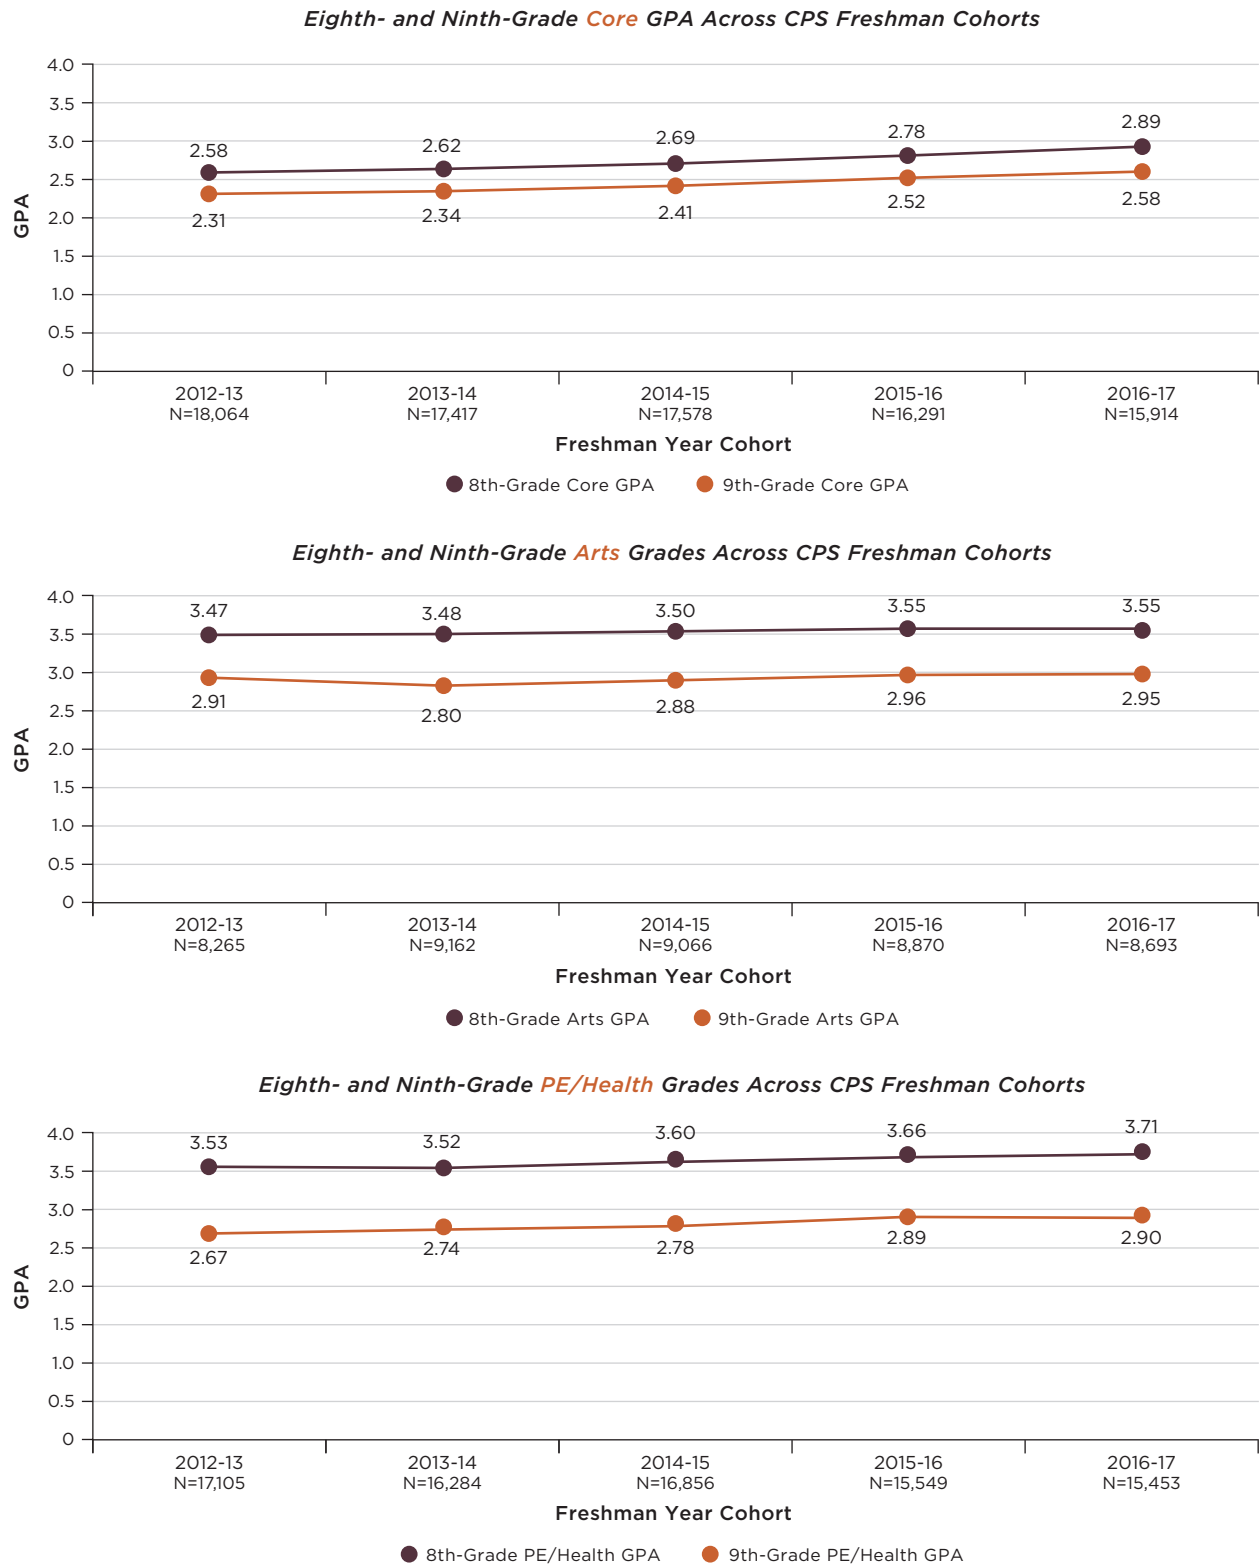 Eighth- and Ninth-Grade Core GPA Across CPS Freshman Cohorts
4.0
3.5
3.0
2.5
2.0
1.5
1.0
0.5
0
GPA
2.58
2.62
2.69
2.78
2.89
2.31
2.34
2.41
2.52
2.58
2012-13
N=18,064
2013-14
N=17,417
2014-15
N=17,578
2015-16
N=16,291
2016-17
N=15,914
Freshman Year Cohort
8th-Grade Core GPA
9th-Grade Core GPA
Eighth- and Ninth-Grade Arts Grades Across CPS Freshman Cohorts
4.0
3.5
3.0
2.5
2.0
1.5
1.0
0.5
0
GPA
3.47
3.48
3.50
3.55
3.55
2.91
2.80
2.88
2.96
2.95
2012-13
N=8,265
2013-14
N=9,162
2014-15
N=9,066
2015-16
N=8,870
2016-17
N=8,693
Freshman Year Cohort
8th-Grade Arts GPA
9th-Grade Arts GPA
Eighth- and Ninth-Grade PE/Health Grades Across CPS Freshman Cohorts
4.0
3.5
3.0
2.5
2.0
1.5
1.0
0.5
0
GPA
3.53
3.52
3.60
3.66
3.71
2.67
2.74
2.78
2.89
2.90
2012-13
N=17,105
2013-14
N=16,284
2014-15
N=16,856
2015-16
N=15,549
2016-17
N=15,453
Freshman Year Cohort
8th-Grade PE/Health GPA
9th-Grade PE/Health GPA